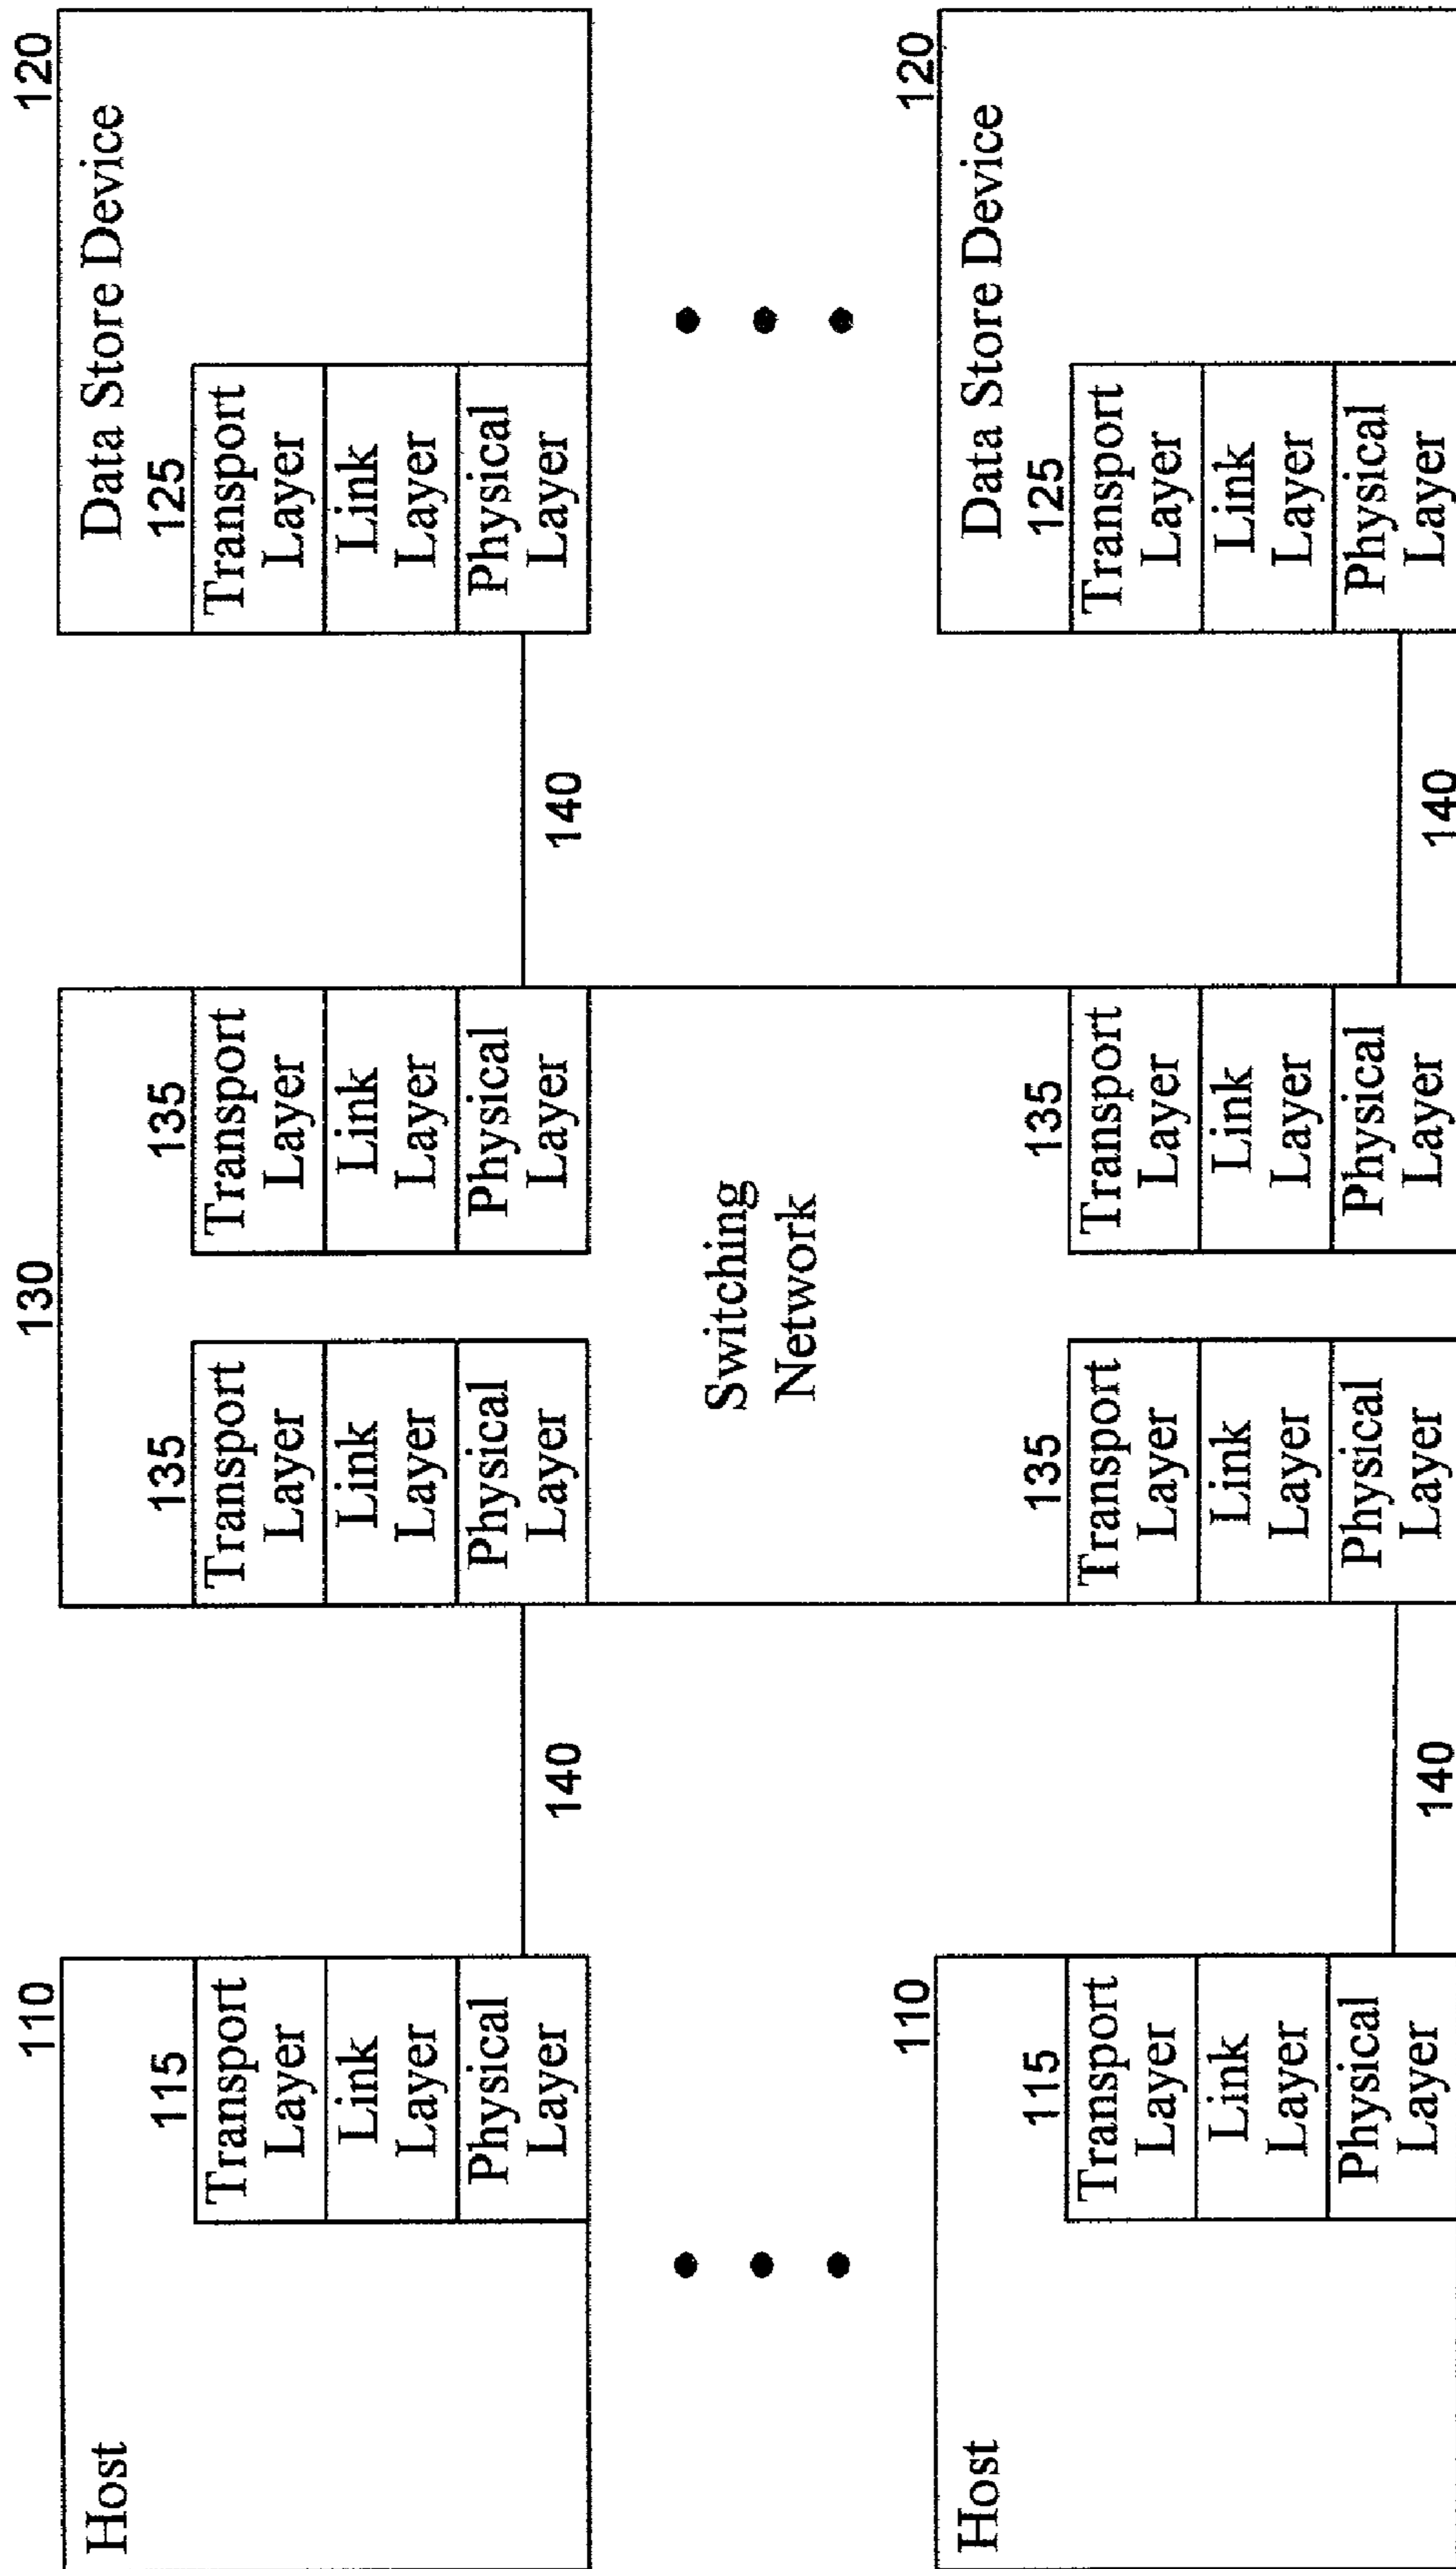 110
Host
115
Transport
Layer
Link
Layer
Physical
Layer
140
130
135
Transport
Layer
Link
Layer
Physical
Layer
135
Transport
Layer
Link
Layer
Physical
Layer
140
120
Data Store Device
125
Transport
Layer
Link
Layer
Physical
Layer
Switching
Network
110
Host
115
Transport
Layer
Link
Layer
Physical
Layer
140
135
Transport
Layer
Link
Layer
Physical
Layer
135
Transport
Layer
Link
Layer
Physical
Layer
140
120
Data Store Device
125
Transport
Layer
Link
Layer
Physical
Layer